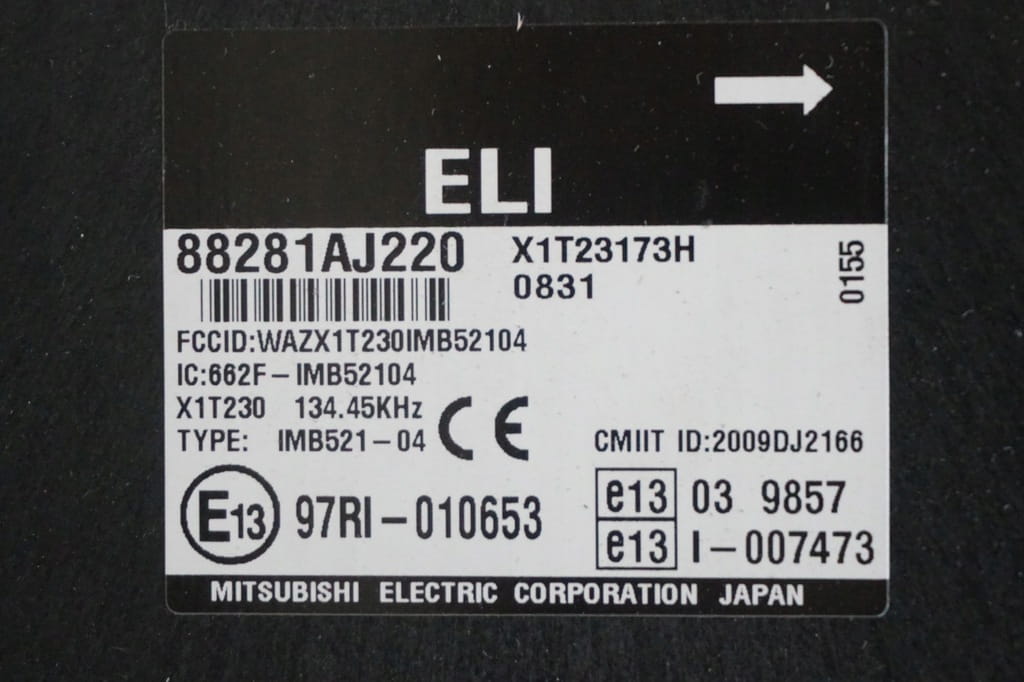 ELI
88281AJ220
X1T23173H
0831
0155
FCCID:WAZX1T230IMB52104
IC:662F-IMB52104
X1T230 134.45KHz
TYPE: IMB521-04
CE
CMIIT ID:2009DJ2166
E13 97RI-010653
e13 03 9857
e13 I-007473
MITSUBISHI ELECTRIC CORPORATION JAPAN